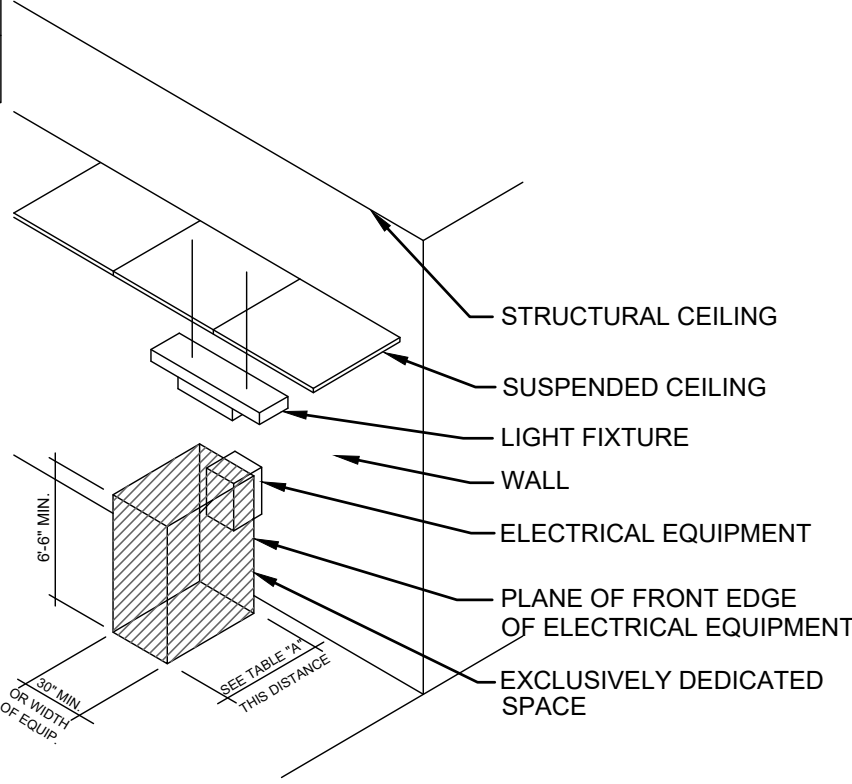 STRUCTURAL CEILING
SUSPENDED CEILING
LIGHT FIXTURE
WALL
ELECTRICAL EQUIPMENT
PLANE OF FRONT EDGE
OF ELECTRICAL EQUIPMENT
EXCLUSIVELY DEDICATED
SPACE
6'-6" MIN.
30" MIN.
OR WIDTH
OF EQUIP.
SEE TABLE "A"
THIS DISTANCE